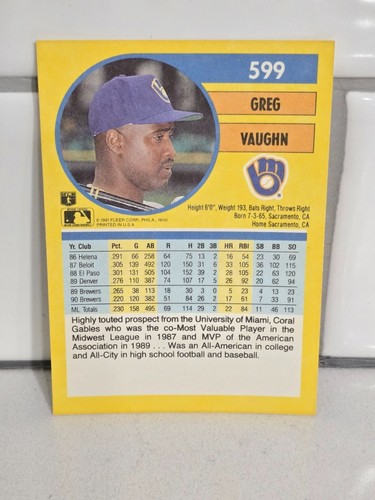 599
GREG
VAUGHN
© 1991 FLEER CORP., PHILA., 19141
PRINTED IN U.S.A.
Height 6'0", Weight 193, Bats Right, Throws Right
Born 7-3-65, Sacramento, CA
Home Sacramento, CA
Yr. Club Pct. G AB R H 2B 3B HR RBI SB BB SO
86 Helena .291 66 258 64 75 13 2 16 54 23 30 69
87 Beloit .305 139 492 120 150 31 6 33 105 36 102 115
88 El Paso .301 131 505 104 152 39 2 28 105 22 63 120
89 Denver .276 110 387 74 107 17 5 26 92 20 62 94
89 Brewers .265 38 113 18 30 3 0 5 23 4 13 23
90 Brewers .220 120 382 51 84 26 2 17 61 7 33 91
ML Totals .230 158 495 69 114 29 2 22 84 11 46 113
Highly touted prospect from the University of Miami, Coral
Gables who was the co-Most Valuable Player in the
Midwest League in 1987 and MVP of the American
Association in 1989 . . . Was an All-American in college
and All-City in high school football and baseball.